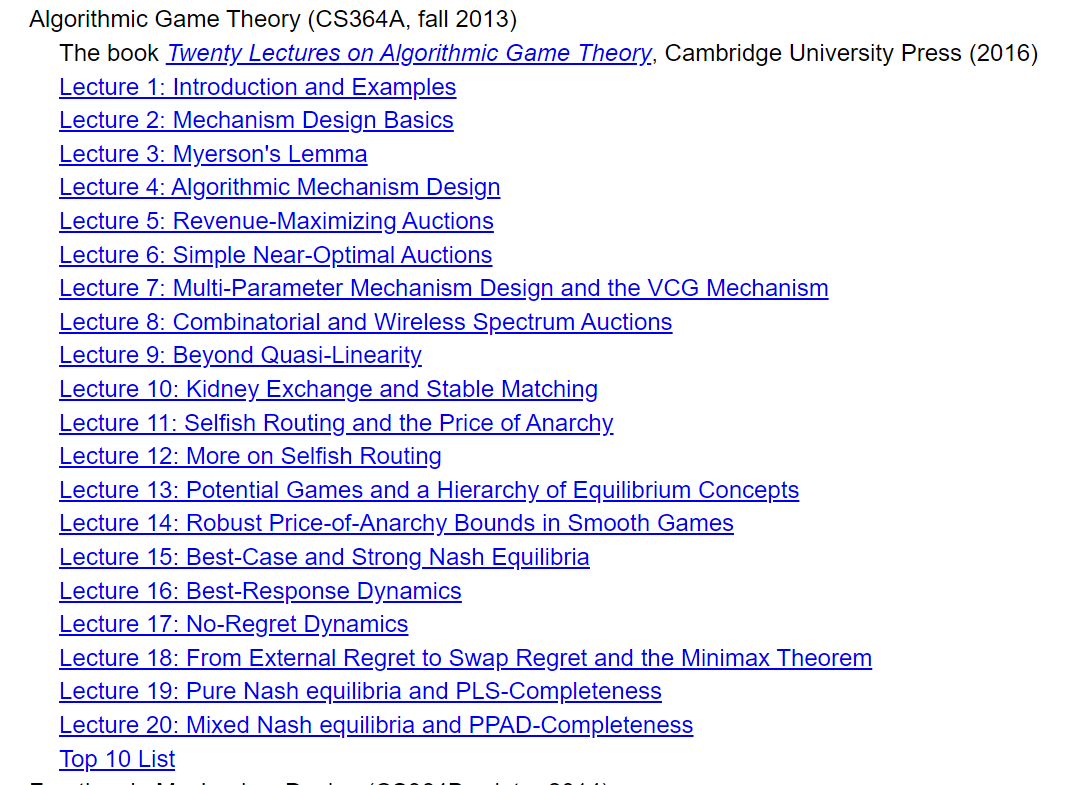 Algorithmic Game Theory (CS364A, fall 2013)
The book Twenty Lectures on Algorithmic Game Theory, Cambridge University Press (2016)
Lecture 1: Introduction and Examples
Lecture 2: Mechanism Design Basics
Lecture 3: Myerson's Lemma
Lecture 4: Algorithmic Mechanism Design
Lecture 5: Revenue-Maximizing Auctions
Lecture 6: Simple Near-Optimal Auctions
Lecture 7: Multi-Parameter Mechanism Design and the VCG Mechanism
Lecture 8: Combinatorial and Wireless Spectrum Auctions
Lecture 9: Beyond Quasi-Linearity
Lecture 10: Kidney Exchange and Stable Matching
Lecture 11: Selfish Routing and the Price of Anarchy
Lecture 12: More on Selfish Routing
Lecture 13: Potential Games and a Hierarchy of Equilibrium Concepts
Lecture 14: Robust Price-of-Anarchy Bounds in Smooth Games
Lecture 15: Best-Case and Strong Nash Equilibria
Lecture 16: Best-Response Dynamics
Lecture 17: No-Regret Dynamics
Lecture 18: From External Regret to Swap Regret and the Minimax Theorem
Lecture 19: Pure Nash equilibria and PLS-Completeness
Lecture 20: Mixed Nash equilibria and PPAD-Completeness
Top 10 List